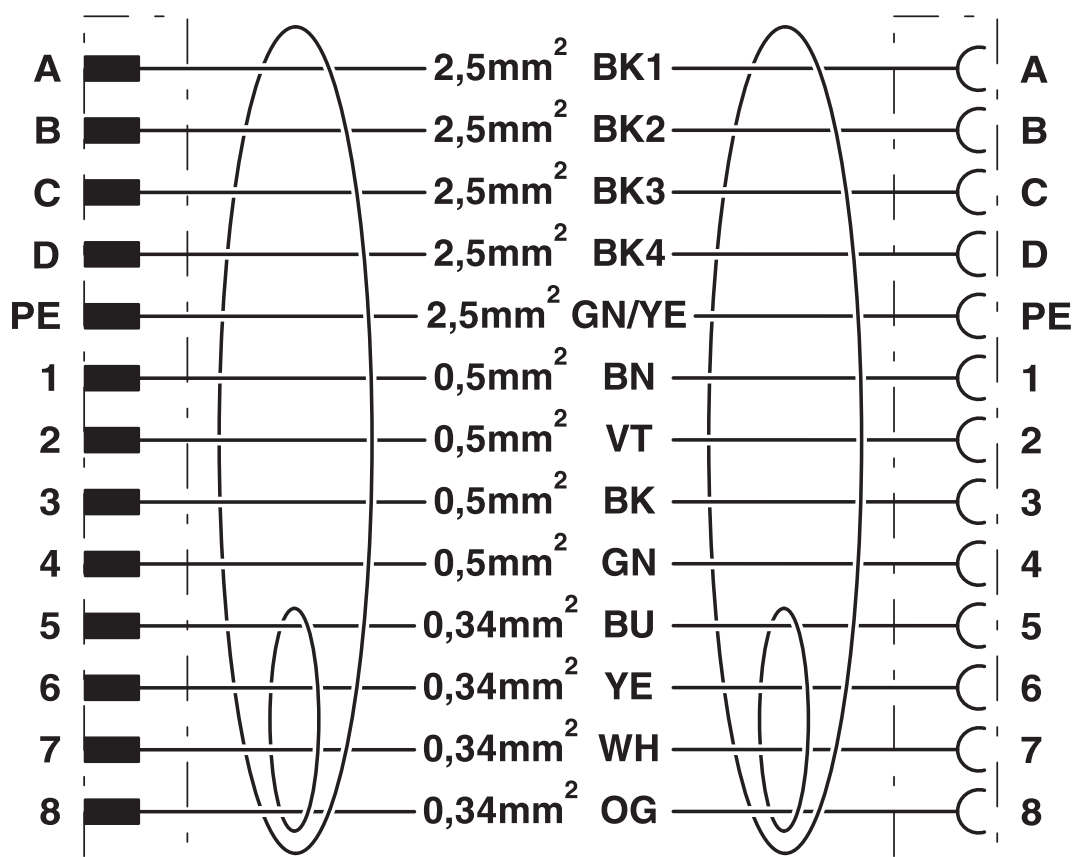 A 2,5mm² BK1 A
B 2,5mm² BK2 B
C 2,5mm² BK3 C
D 2,5mm² BK4 D
PE 2,5mm² GN/YE PE
1 0,5mm² BN 1
2 0,5mm² VT 2
3 0,5mm² BK 3
4 0,5mm² GN 4
5 0,34mm² BU 5
6 0,34mm² YE 6
7 0,34mm² WH 7
8 0,34mm² OG 8